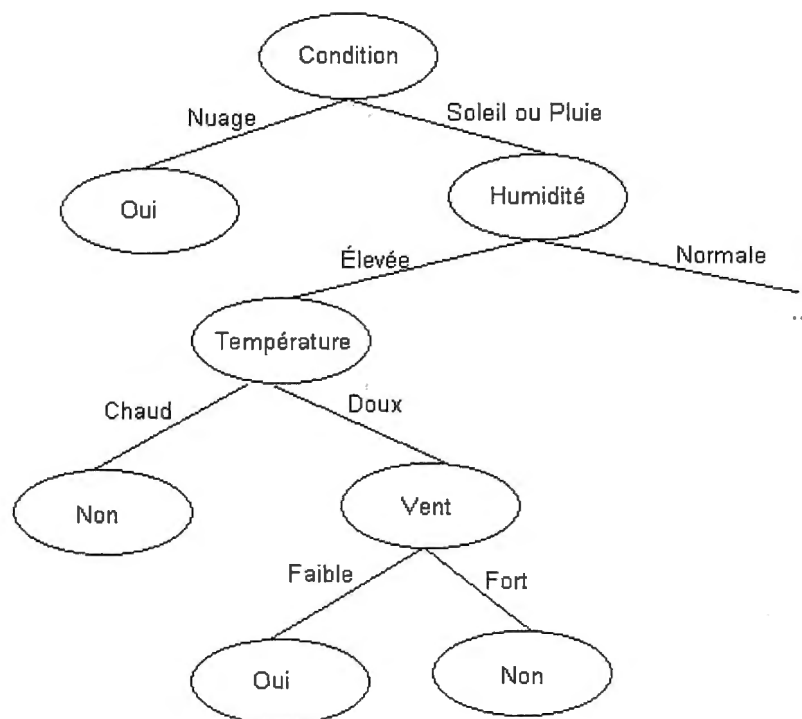 Condition
Nuage
Soleil ou Pluie
Oui
Humidité
Élevée
Normale
..
Température
Chaud
Doux
Non
Vent
Faible
Fort
Oui
Non